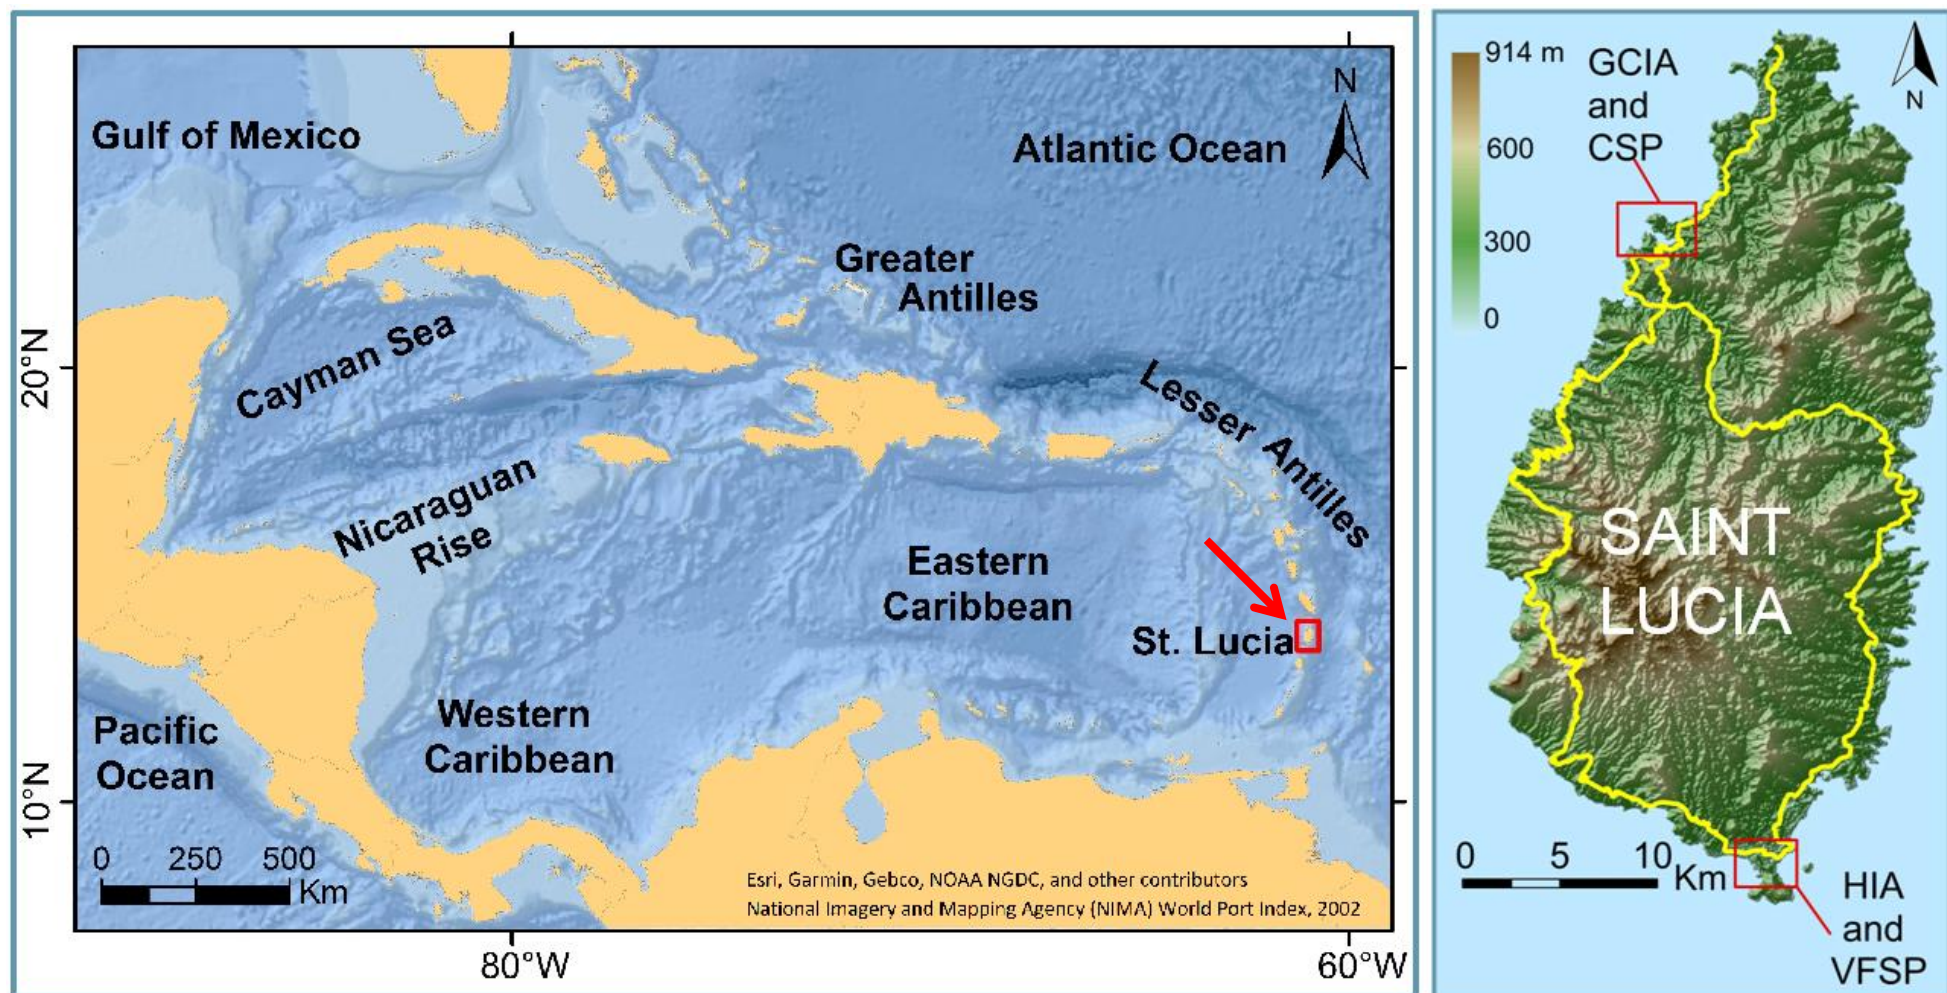 Gulf of Mexico
N
Atlantic Ocean
Greater
Antilles
Cayman Sea
Lesser Antilles
20°N
Nicaraguan
Rise
Eastern
Caribbean
St. Lucia
Western
Caribbean
Pacific
Ocean
10°N
0 250 500
Km
Esri, Garmin, Gebco, NOAA NGDC, and other contributors
National Imagery and Mapping Agency (NIMA) World Port Index, 2002
80°W
60°W
914 m
600
300
0
GCIA
and
CSP
N
SAINT
LUCIA
0 5 10
Km
HIA
and
VFSP